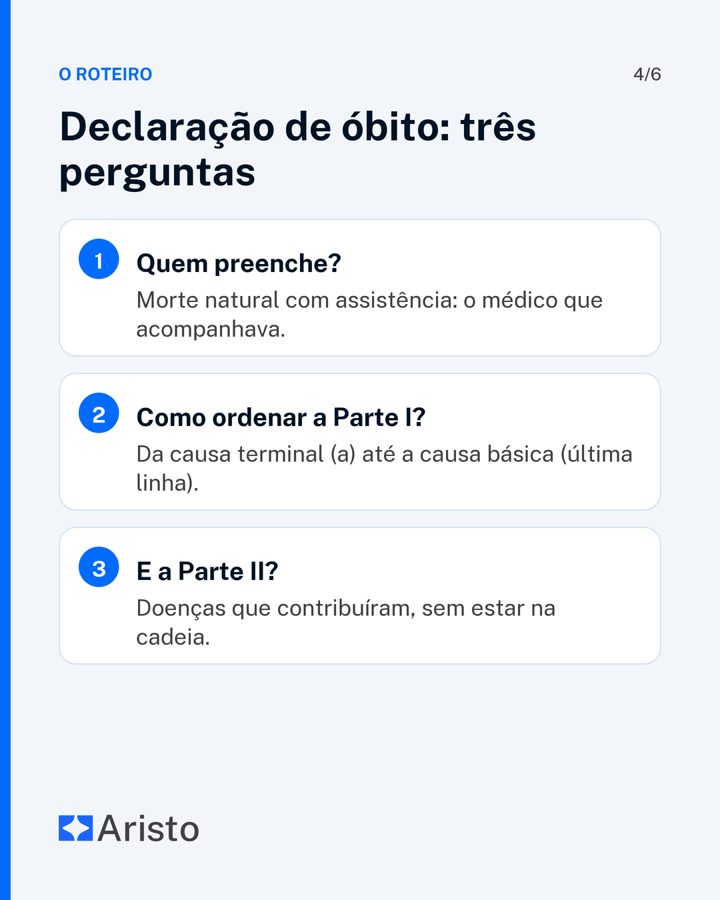 O ROTEIRO
4/6
Declaração de óbito: três
perguntas
1
Quem preenche?
Morte natural com assistência: o médico que
acompanhava.
2
Como ordenar a Parte I?
Da causa terminal (a) até a causa básica (última
linha).
3
E a Parte II?
Doenças que contribuíram, sem estar na
cadeia.
Aristo